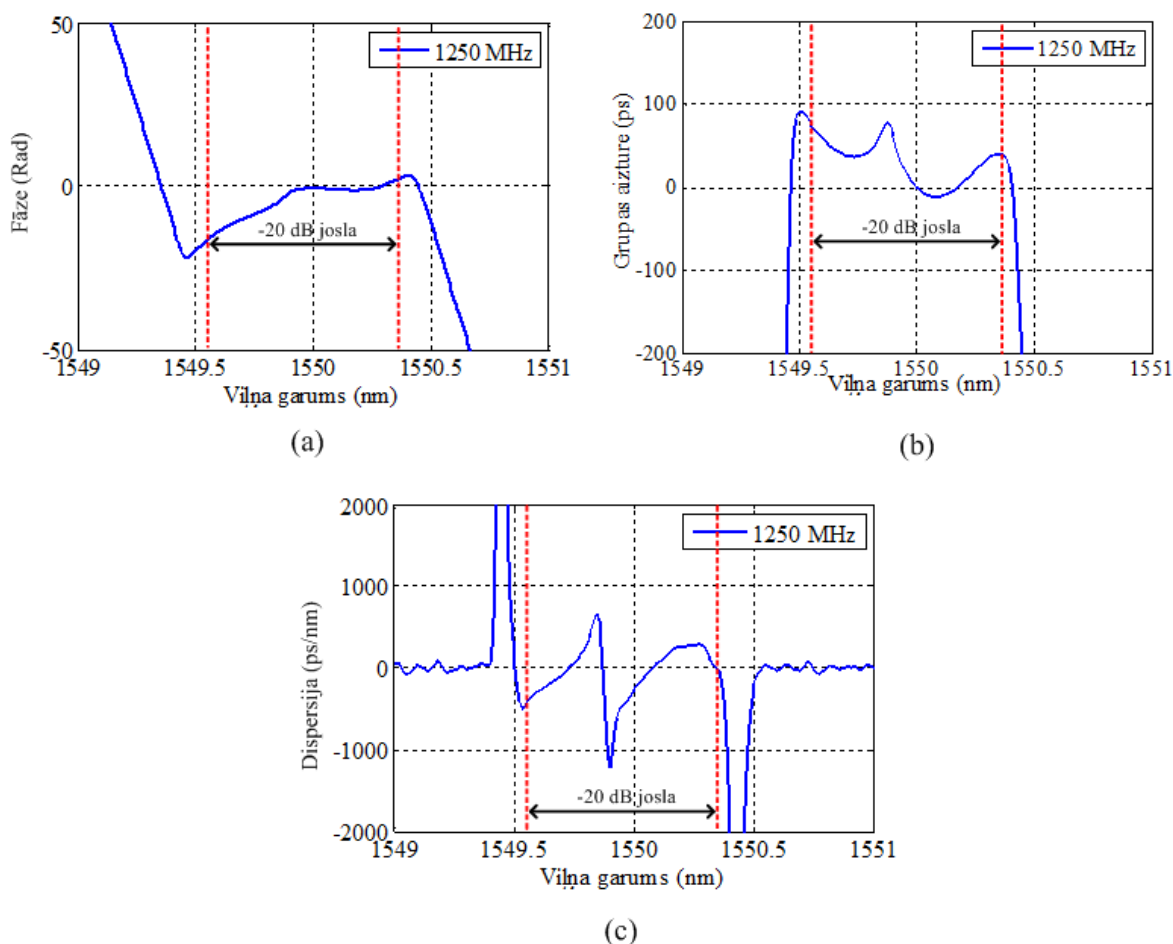 50
0
-50
Fāze (Rad)
1250 MHz
-20 dB josla
1549
1549.5
1550
1550.5
1551
Viļņa garums (nm)
(a)
200
100
0
-100
-200
Grupas aizture (ps)
1250 MHz
-20 dB josla
1549
1549.5
1550
1550.5
1551
Viļņa garums (nm)
(b)
2000
1000
0
-1000
-2000
Dispersija (ps/nm)
1250 MHz
-20 dB josla
1549
1549.5
1550
1550.5
1551
Viļņa garums (nm)
(c)